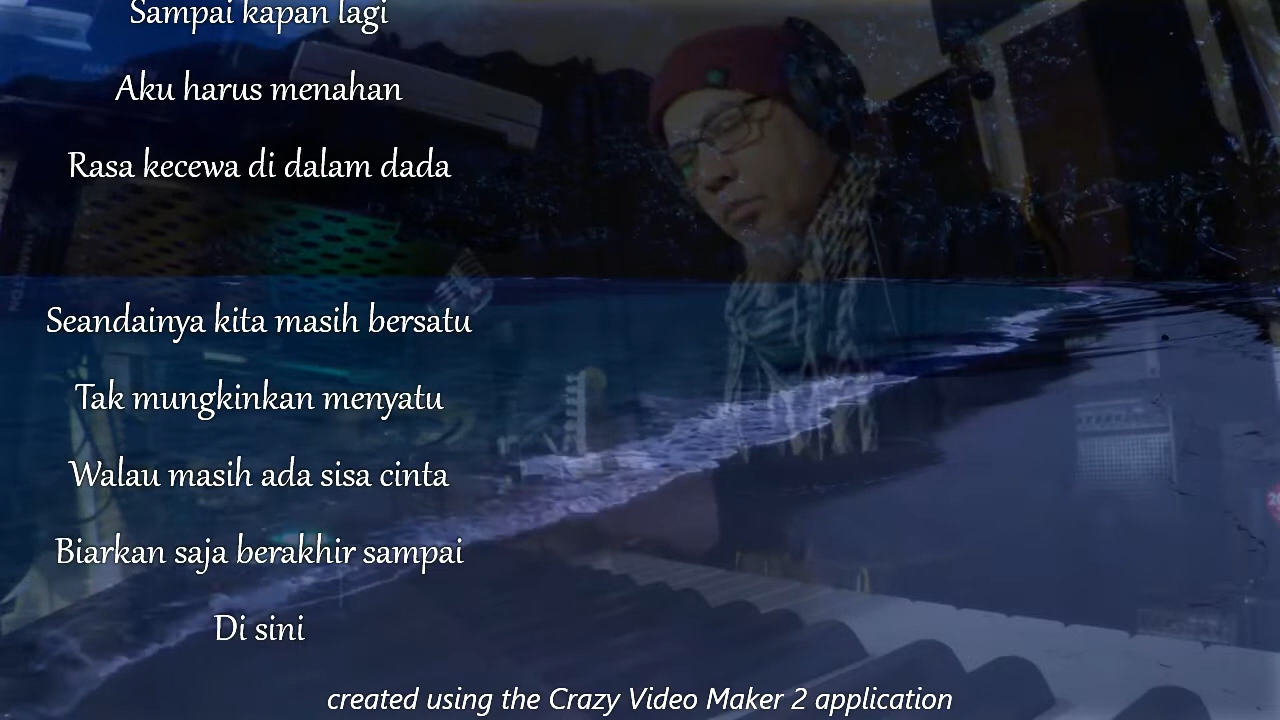 Sampai kapan lagi
Aku harus menahan
Rasa kecewa di dalam dada
Seandainya kita masih bersatu
Tak mungkinkan menyatu
Walau masih ada sisa cinta
Biarkan saja berakhir sampai
Di sini
created using the Crazy Video Maker 2 application